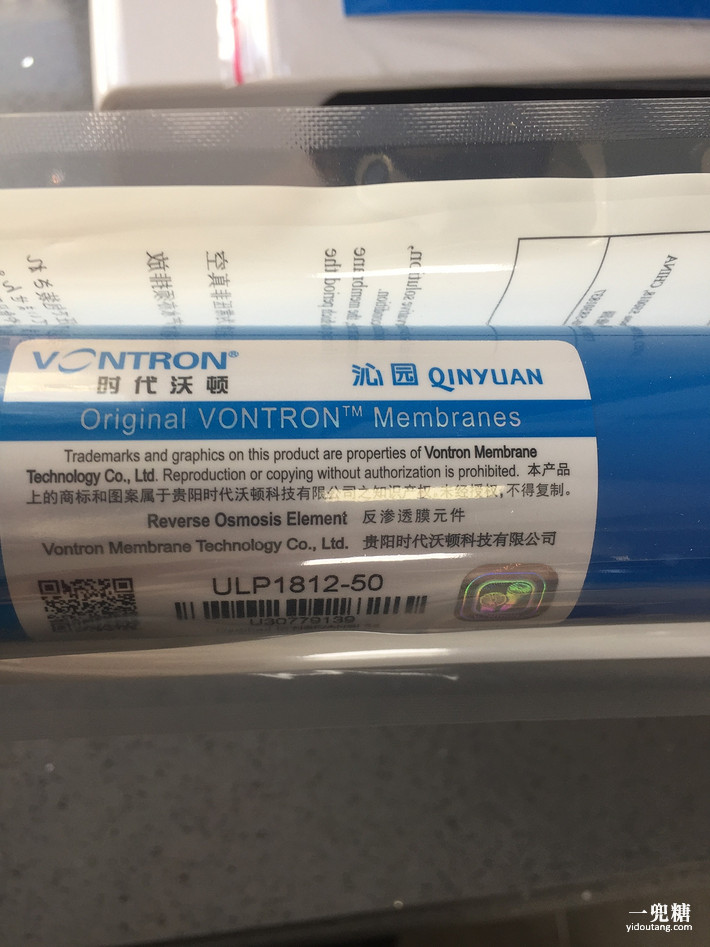 VONTRON®
时代沃顿
沁园 QINYUAN
Original VONTRON™ Membranes
Trademarks and graphics on this product are properties of Vontron Membrane
Technology Co., Ltd. Reproduction or copying without authorization is prohibited. 本产品
上的商标和图案属于贵阳时代沃顿科技有限公司之知识产权,未经授权,不得复制。
Reverse Osmosis Element 反渗透膜元件
Vontron Membrane Technology Co., Ltd. 贵阳时代沃顿科技有限公司
ULP1812-50
U30779139
一兜糖
yidoutang.com